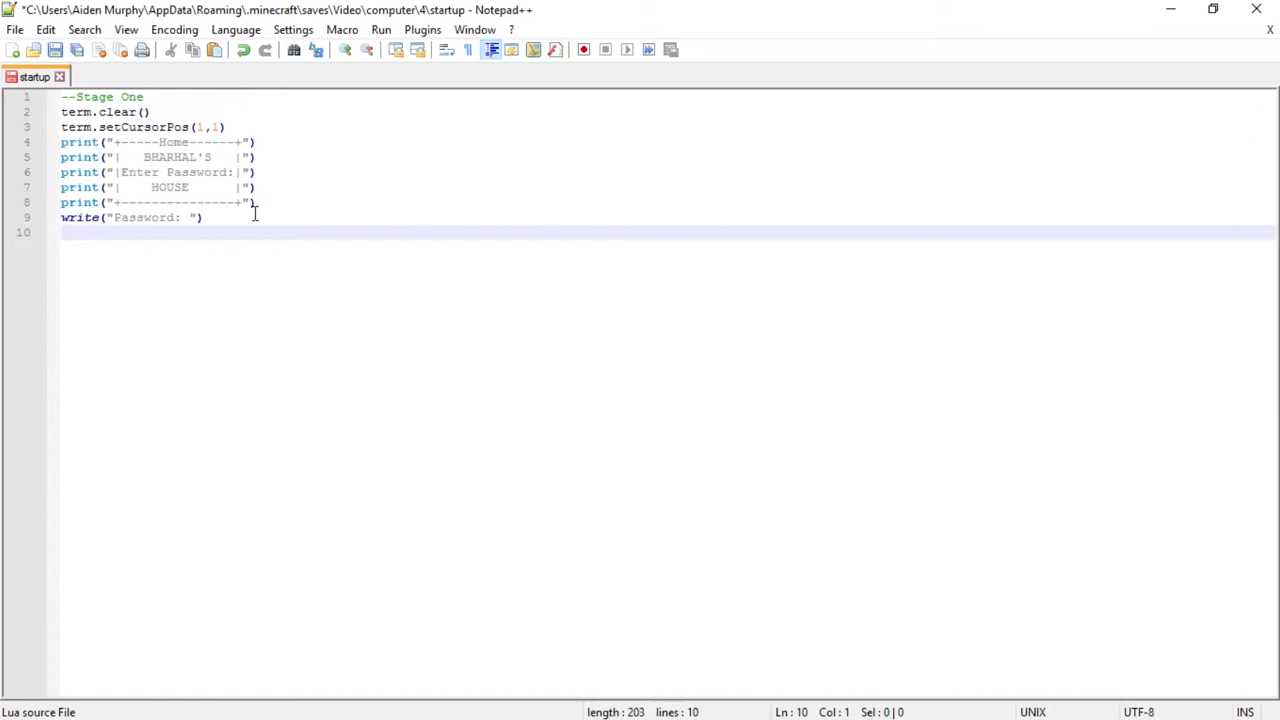 *C:\Users\Aiden Murphy\AppData\Roaming\.minecraft\saves\Video\computer\4\startup - Notepad++
File Edit Search View Encoding Language Settings Macro Run Plugins Window ? X
startup
1 --Stage One
2 term.clear()
3 term.setCursorPos(1,1)
4 print("+-----Home------+")
5 print("|   BHARHAL'S   |")
6 print("|Enter Password:|")
7 print("|    HOUSE      |")
8 print("+---------------+")
9 write("Password: ")
10
Lua source File length : 203 lines : 10 Ln : 10 Col : 1 Sel : 0 | 0 UNIX UTF-8 INS